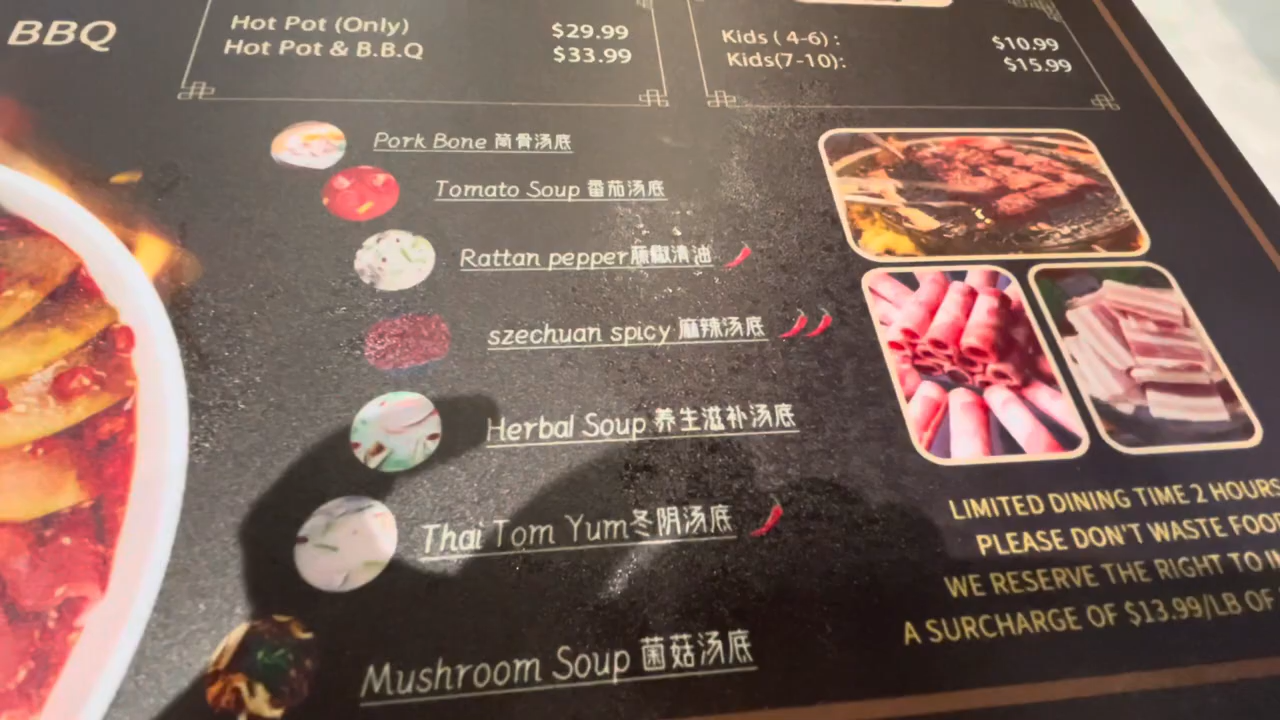 BBQ
Hot Pot (Only) $29.99
Hot Pot & B.B.Q $33.99
Kids ( 4-6) : $10.99
Kids(7-10): $15.99
Pork Bone 筒骨汤底
Tomato Soup 番茄汤底
Rattan pepper藤椒清油
szechuan spicy 麻辣汤底
Herbal Soup 养生滋补汤底
Thai Tom Yum冬阴汤底
Mushroom Soup 菌菇汤底
LIMITED DINING TIME 2 HOURS
PLEASE DON'T WASTE FOOD
WE RESERVE THE RIGHT TO
A SURCHARGE OF $13.99/LB OF